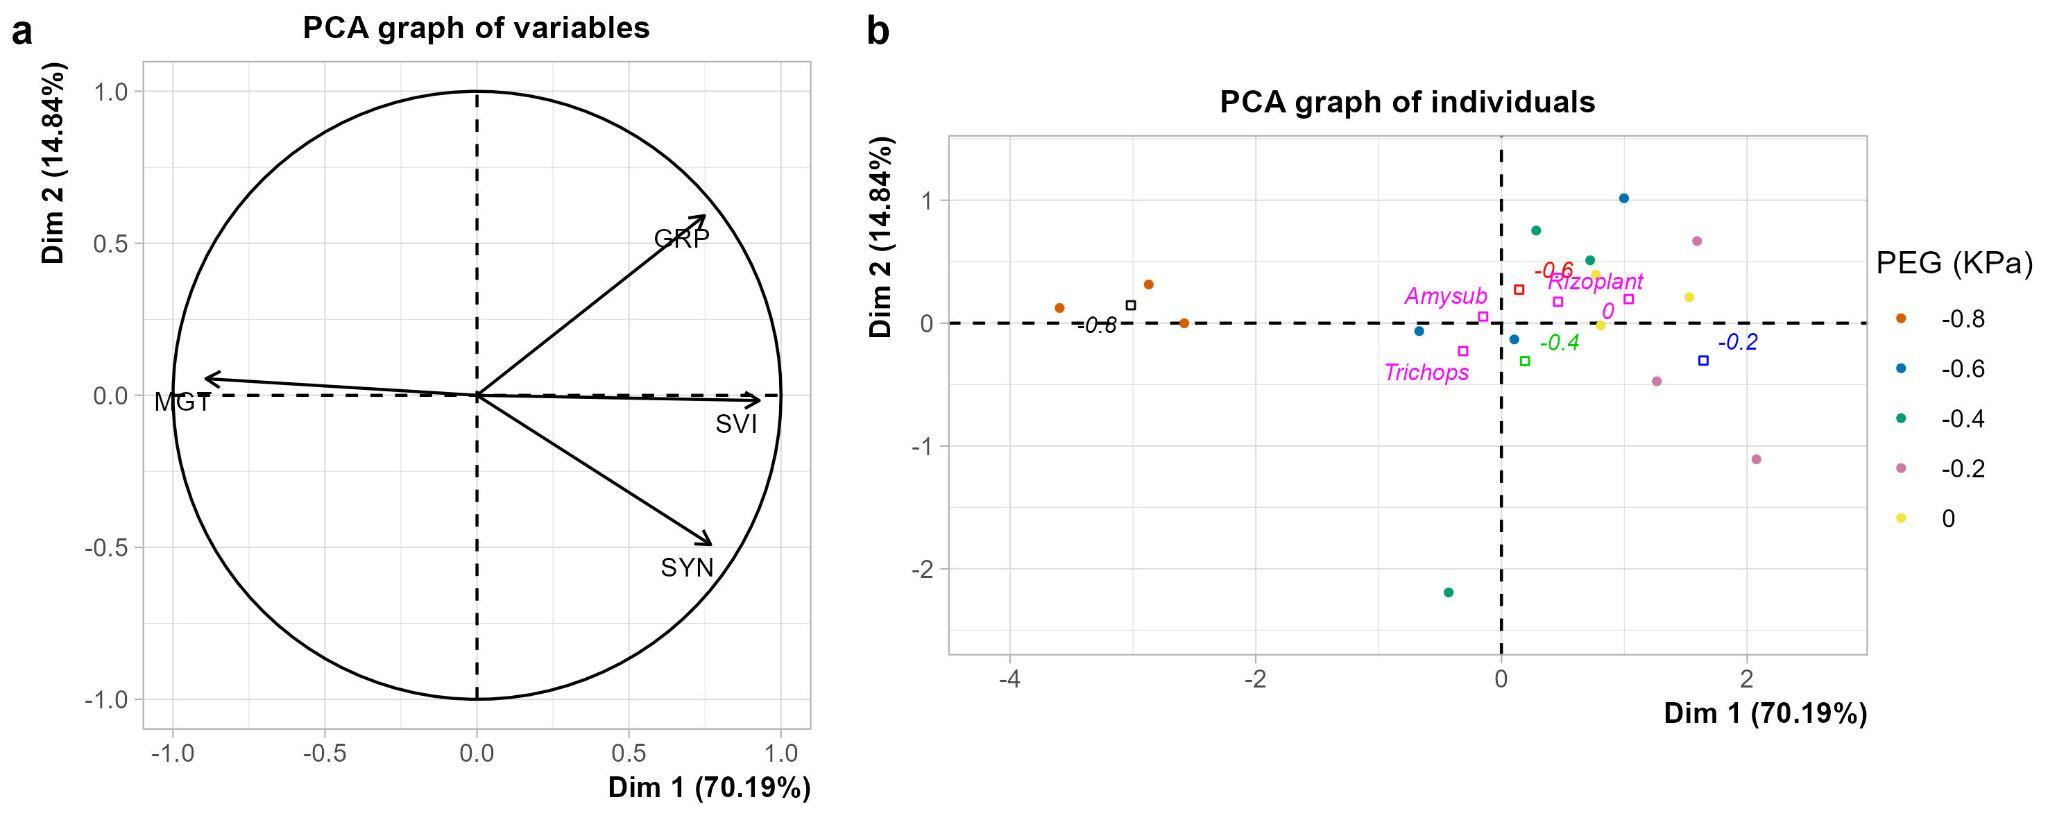 a
PCA graph of variables
Dim 2 (14.84%)
1.0
0.5
0.0
-0.5
-1.0
GRP
MGT
SVI
SYN
-1.0 -0.5 0.0 0.5 1.0
Dim 1 (70.19%)
b
PCA graph of individuals
Dim 2 (14.84%)
1
0
-1
-2
-0.6
Rizoplant
Amysub
0
-0.8
-0.4
-0.2
Trichops
-4 -2 0 2
Dim 1 (70.19%)
PEG (KPa)
-0.8
-0.6
-0.4
-0.2
0